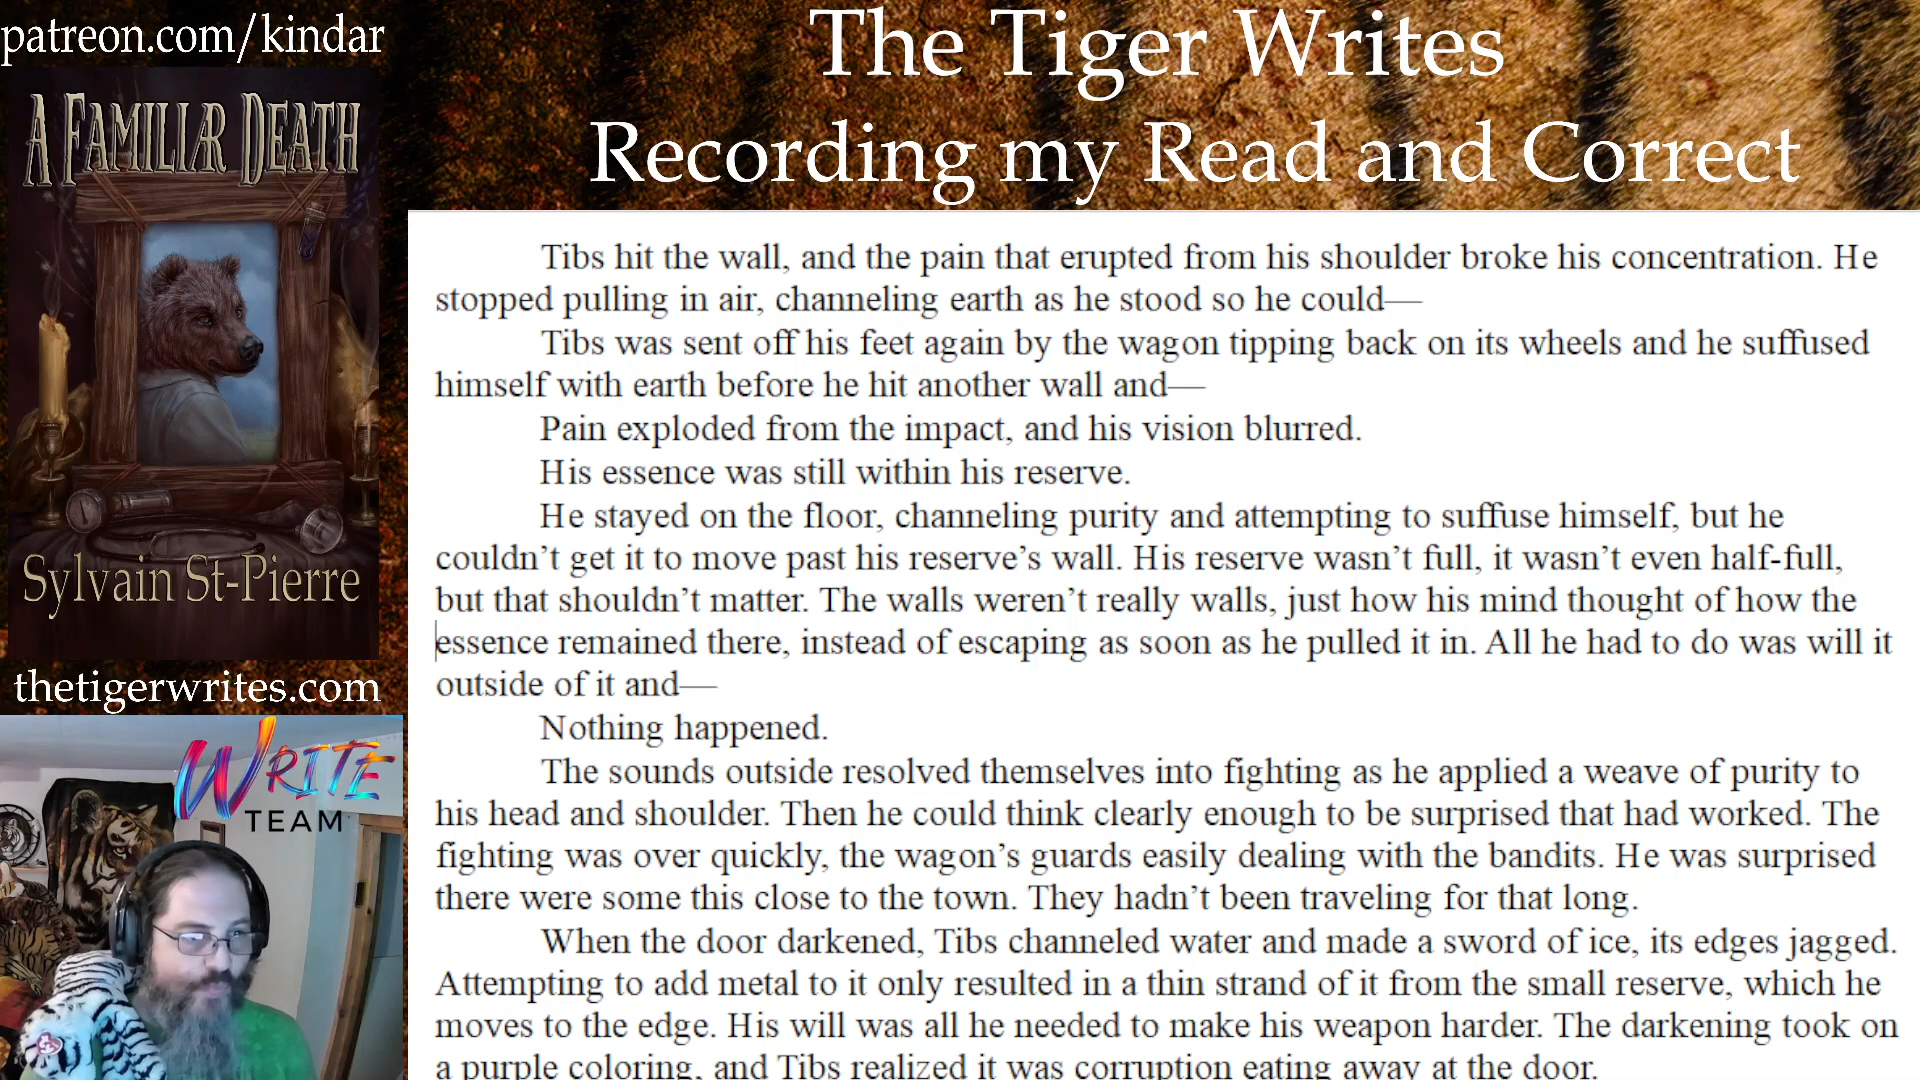 patreon.com/kindar
A FAMILIAR DEATH
Sylvain St-Pierre
thetigerwrites.com
WRITE
TEAM
The Tiger Writes
Recording my Read and Correct
Tibs hit the wall, and the pain that erupted from his shoulder broke his concentration. He
stopped pulling in air, channeling earth as he stood so he could—
Tibs was sent off his feet again by the wagon tipping back on its wheels and he suffused
himself with earth before he hit another wall and—
Pain exploded from the impact, and his vision blurred.
His essence was still within his reserve.
He stayed on the floor, channeling purity and attempting to suffuse himself, but he
couldn’t get it to move past his reserve’s wall. His reserve wasn’t full, it wasn’t even half-full,
but that shouldn’t matter. The walls weren’t really walls, just how his mind thought of how the
essence remained there, instead of escaping as soon as he pulled it in. All he had to do was will it
outside of it and—
Nothing happened.
The sounds outside resolved themselves into fighting as he applied a weave of purity to
his head and shoulder. Then he could think clearly enough to be surprised that had worked. The
fighting was over quickly, the wagon’s guards easily dealing with the bandits. He was surprised
there were some this close to the town. They hadn’t been traveling for that long.
When the door darkened, Tibs channeled water and made a sword of ice, its edges jagged.
Attempting to add metal to it only resulted in a thin strand of it from the small reserve, which he
moves to the edge. His will was all he needed to make his weapon harder. The darkening took on
a purple coloring, and Tibs realized it was corruption eating away at the door.